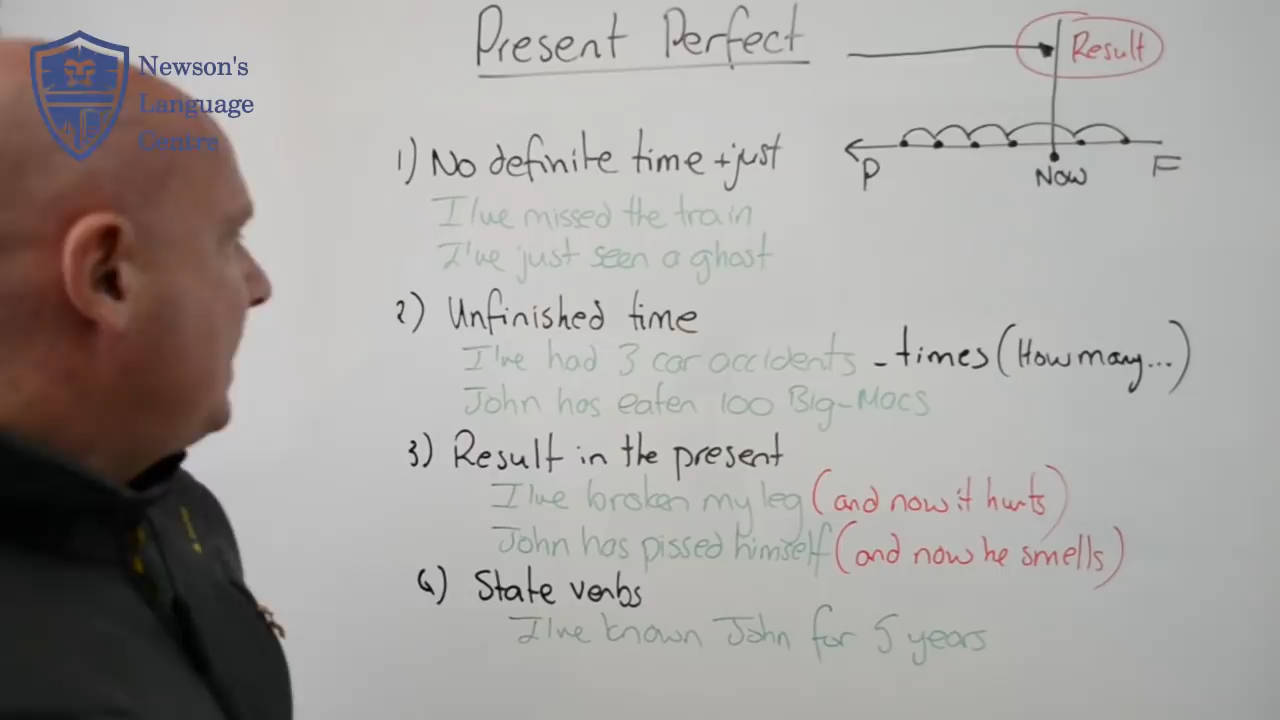 Newson's
Language
Centre
Present Perfect
Result
P
Now
F
1) No definite time + just
I've missed the train
I've just seen a ghost
2) Unfinished time
I've had 3 car accidents - times (How many...)
John has eaten 100 Big-Macs
3) Result in the present
I've broken my leg (and now it hurts)
John has pissed himself (and now he smells)
4) State verbs
I've known John for 5 years